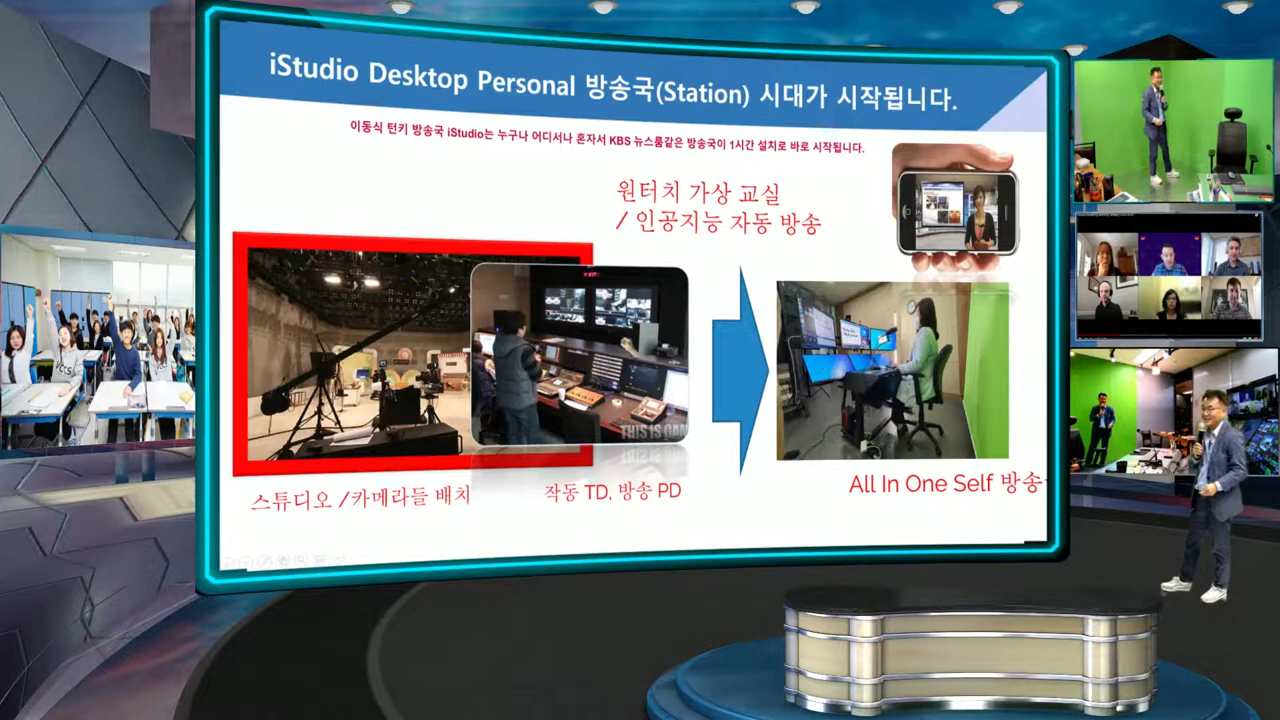 iStudio Desktop Personal 방송국(Station) 시대가 시작됩니다.
이동식 턴키 방송국 iStudio는 누구나 어디서나 혼자서 KBS 뉴스룸같은 방송국이 1시간 설치로 바로 시작됩니다.
원터치 가상 교실
/ 인공지능 자동 방송
THIS IS GAM
스튜디오 /카메라들 배치
작동 TD, 방송 PD
All In One Self 방송